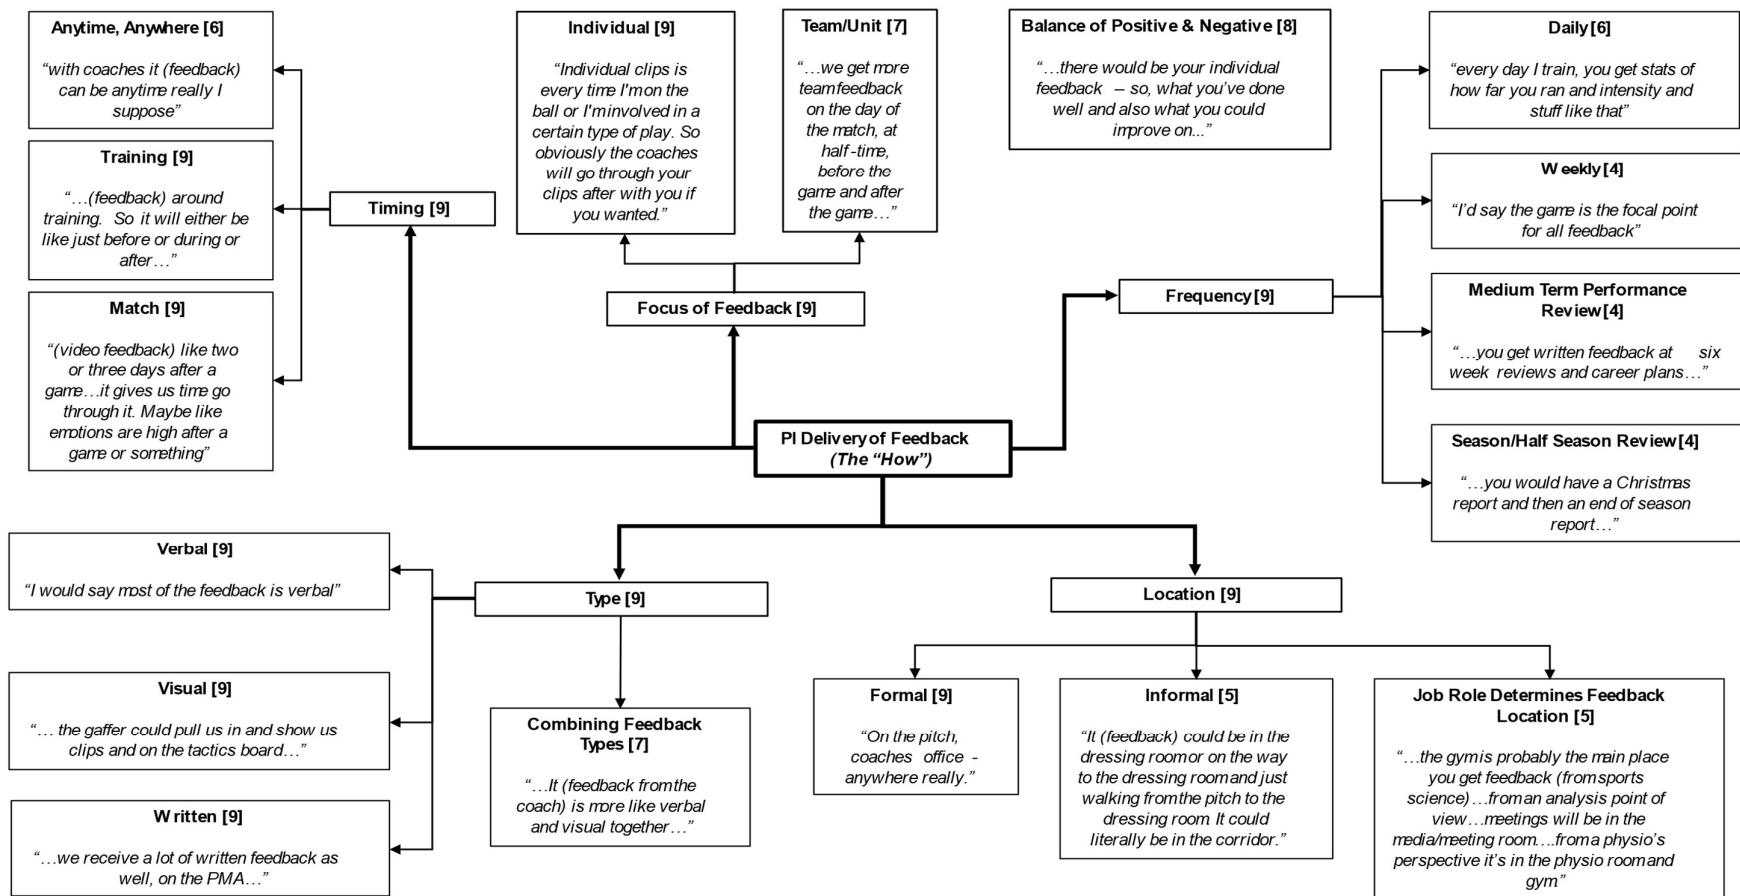 Anytime, Anywhere [6]
“with coaches it (feedback)
can be anytime really I
suppose”
Training [9]
“…(feedback) around
training. So it will either be
like just before or during or
after…”
Match [9]
“(video feedback) like two
or three days after a
game…it gives us time go
through it. Maybe like
emotions are high after a
game or something”
Timing [9]
Individual [9]
“Individual clips is
every time I'm on the
ball or I'm involved in a
certain type of play. So
obviously the coaches
will go through your
clips after with you if
you wanted.”
Team/Unit [7]
“…we get more
team feedback
on the day of
the match, at
half-time,
before the
game and after
the game…”
Focus of Feedback [9]
Balance of Positive & Negative [8]
“…there would be your individual
feedback – so, what you’ve done
well and also what you could
improve on...”
Frequency [9]
Daily [6]
“every day I train, you get stats of
how far you ran and intensity and
stuff like that”
Weekly [4]
“I’d say the game is the focal point
for all feedback”
Medium Term Performance
Review [4]
“…you get written feedback at six
week reviews and career plans…”
Season/Half Season Review [4]
“…you would have a Christmas
report and then an end of season
report…”
PI Delivery of Feedback
(The “How”)
Verbal [9]
“I would say most of the feedback is verbal”
Visual [9]
“… the gaffer could pull us in and show us
clips and on the tactics board…”
Written [9]
“…we receive a lot of written feedback as
well, on the PMA…”
Type [9]
Combining Feedback
Types [7]
“…It (feedback from the
coach) is more like verbal
and visual together…”
Location [9]
Formal [9]
“On the pitch,
coaches office -
anywhere really.”
Informal [5]
“It (feedback) could be in the
dressing room or on the way
to the dressing room and just
walking from the pitch to the
dressing room. It could
literally be in the corridor.”
Job Role Determines Feedback
Location [5]
“…the gym is probably the main place
you get feedback (from sports
science)…from an analysis point of
view…meetings will be in the
media/meeting room….from a physio’s
perspective it’s in the physio room and
gym.”